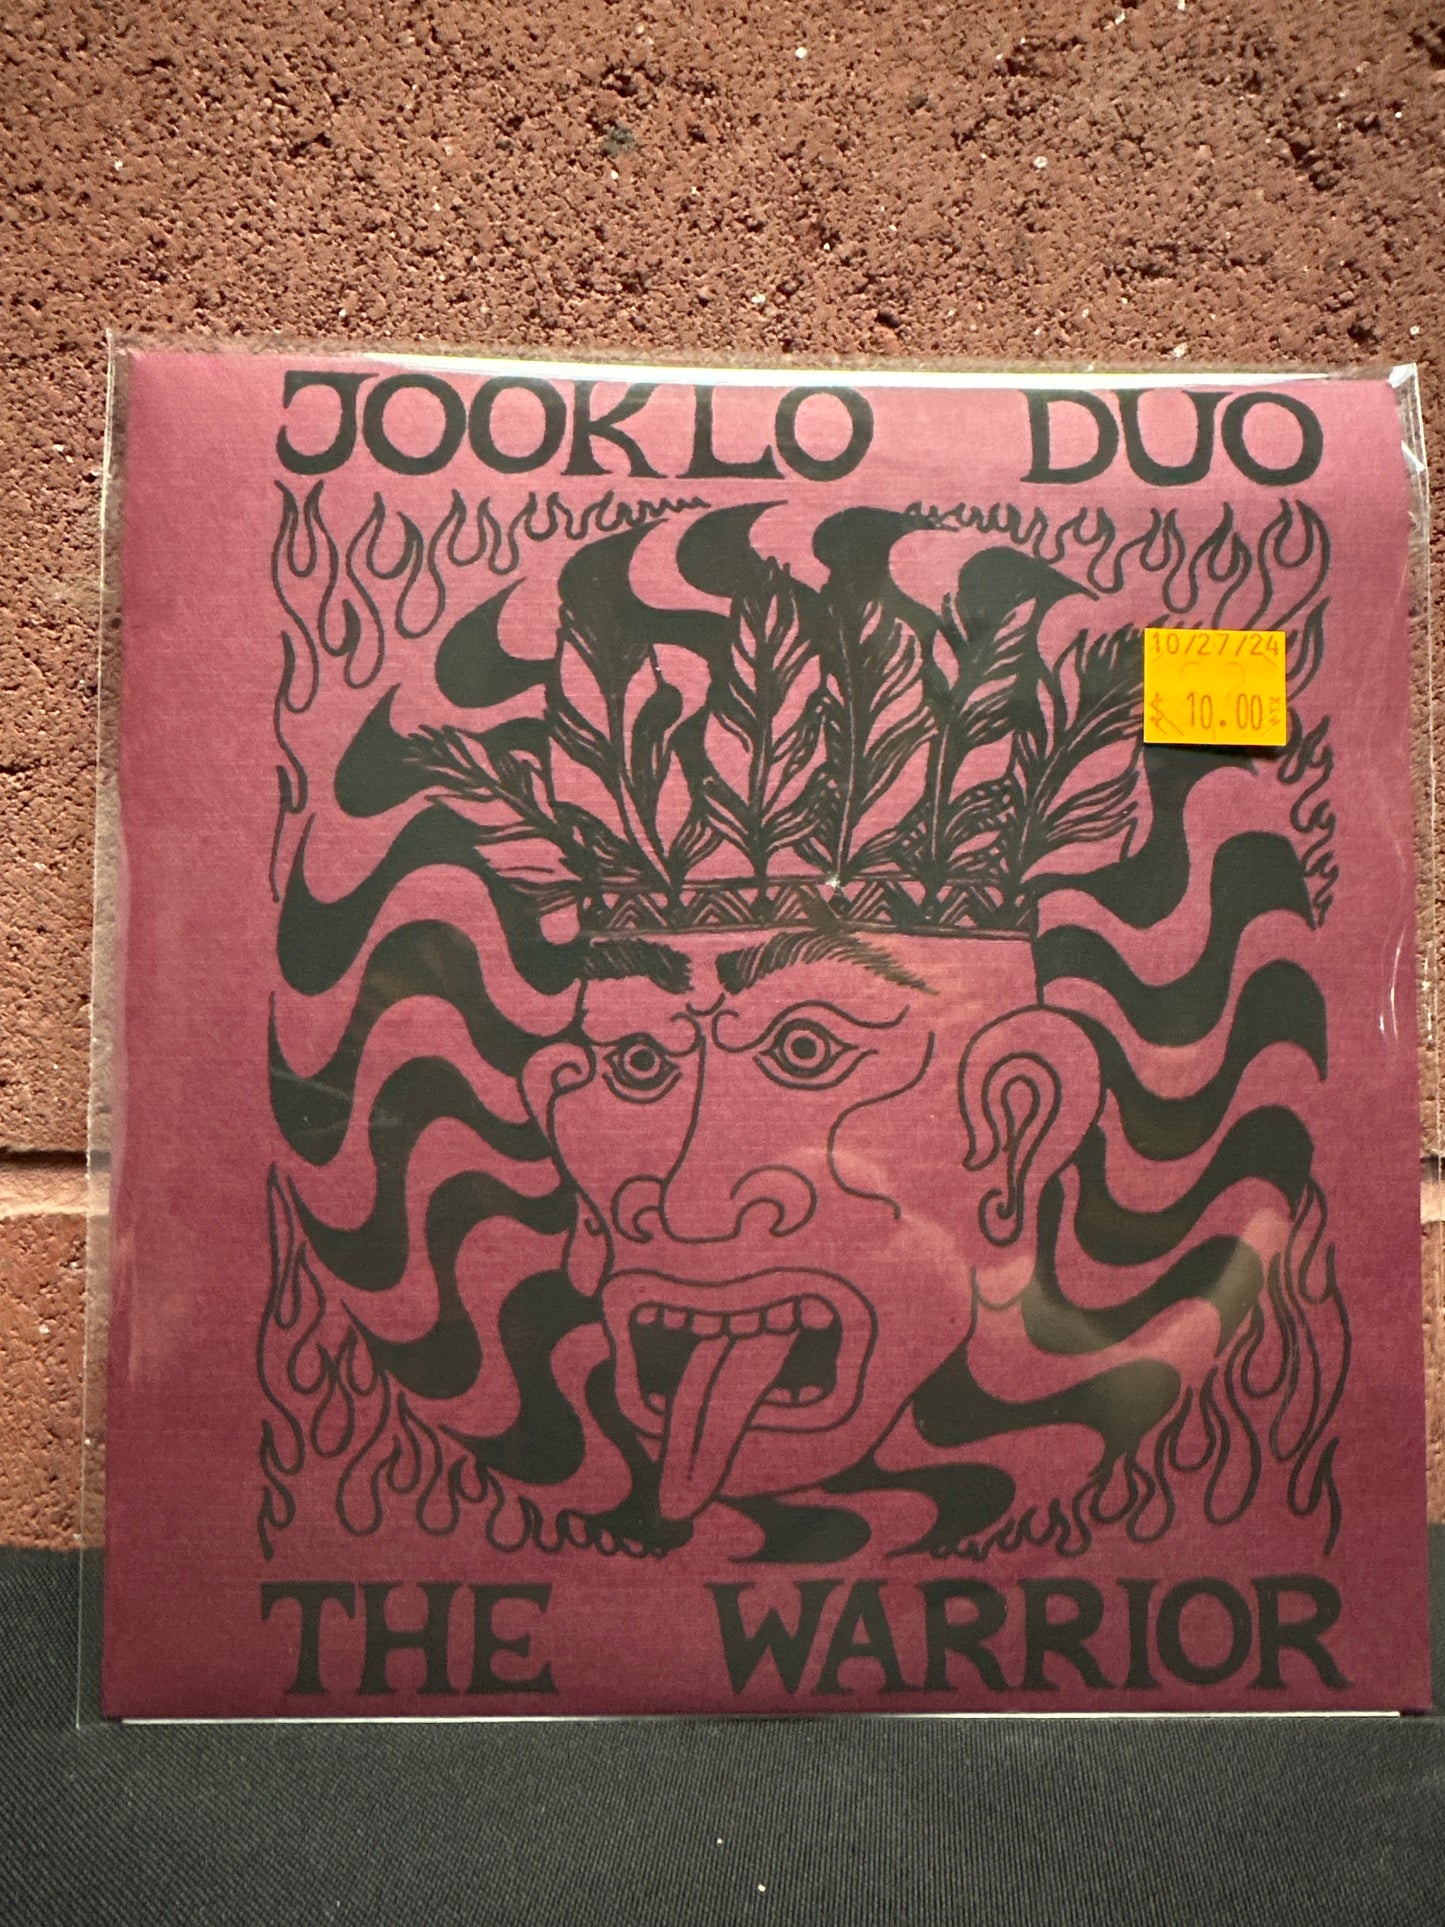 JOOKLO DUO
10/27/24
$ 10.00
THE WARRIOR